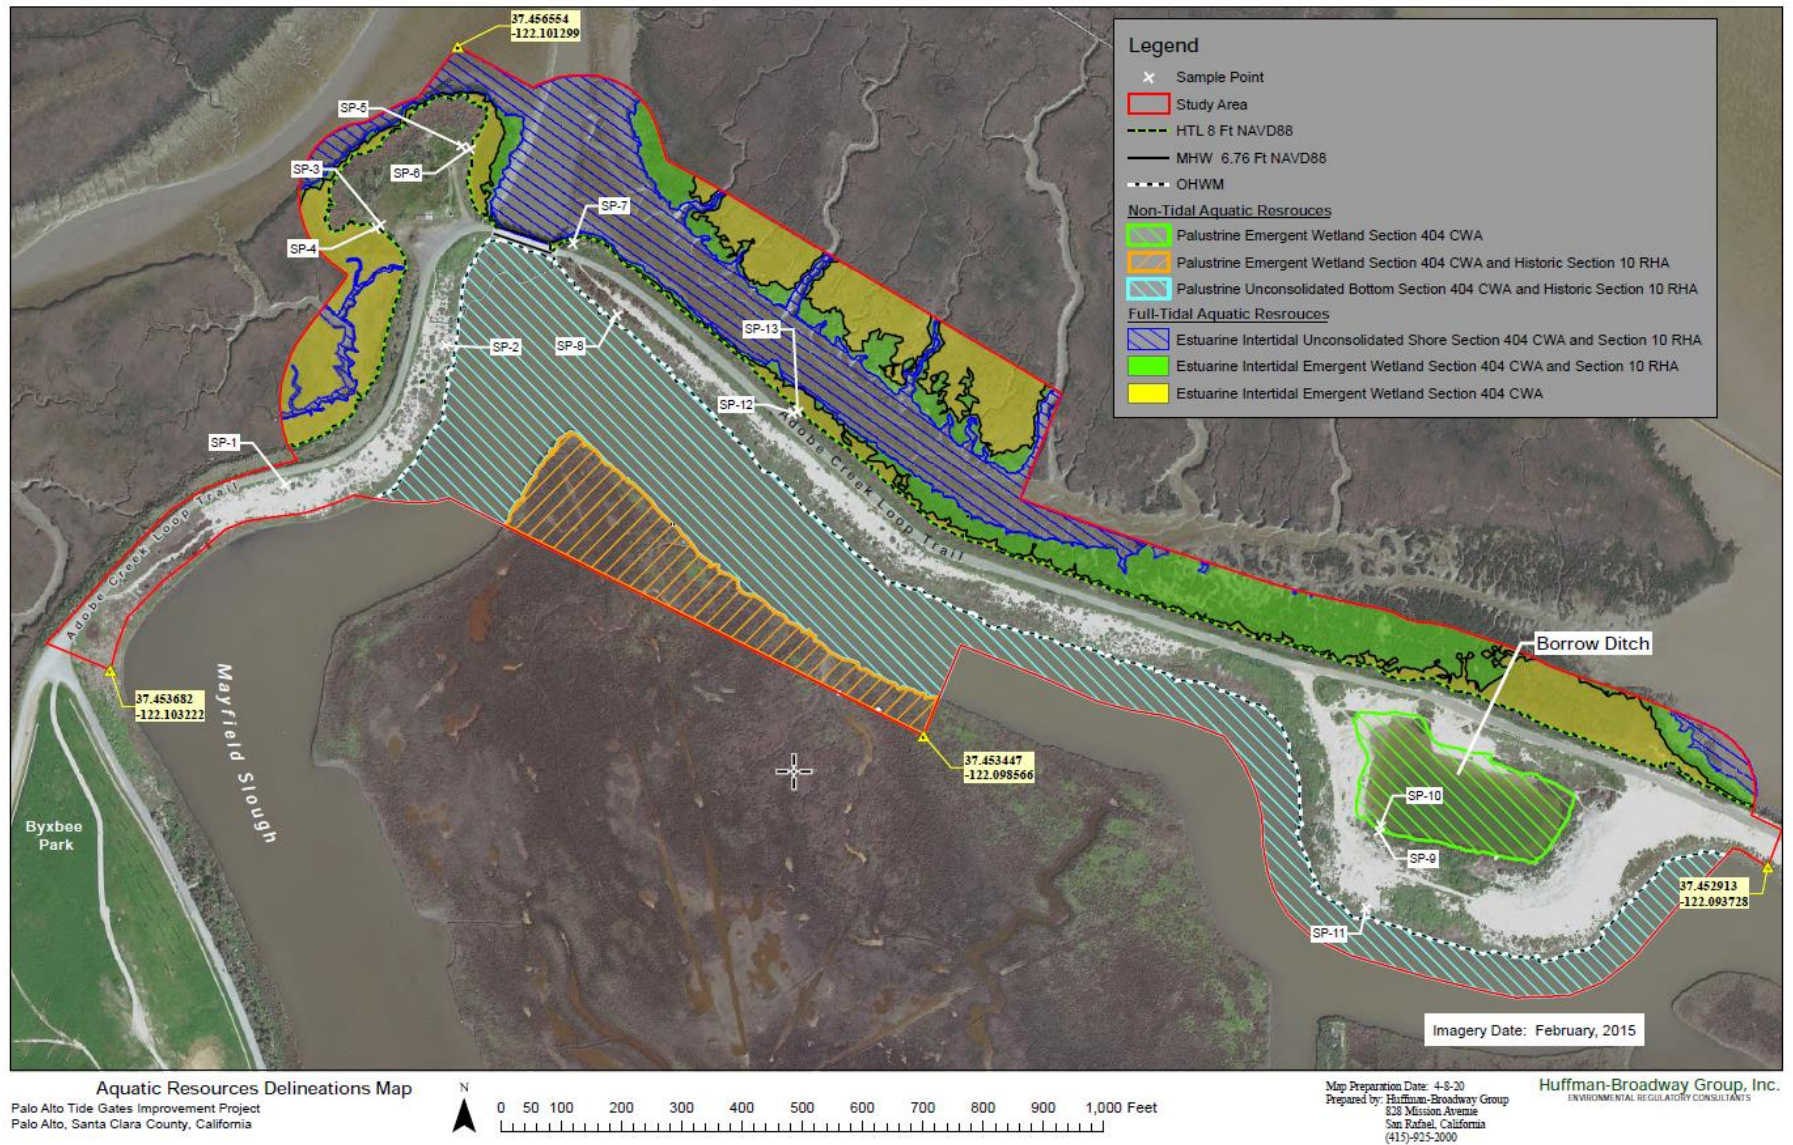 37.456554
-122.101299
Legend
Sample Point
Study Area
HTL 8 Ft NAVD88
MHW 6.76 Ft NAVD88
OHWM
Non-Tidal Aquatic Resrouces
Palustrine Emergent Wetland Section 404 CWA
Palustrine Emergent Wetland Section 404 CWA and Historic Section 10 RHA
Palustrine Unconsolidated Bottom Section 404 CWA and Historic Section 10 RHA
Full-Tidal Aquatic Resrouces
Estuarine Intertidal Unconsolidated Shore Section 404 CWA and Section 10 RHA
Estuarine Intertidal Emergent Wetland Section 404 CWA and Section 10 RHA
Estuarine Intertidal Emergent Wetland Section 404 CWA
SP-5
SP-3
SP-6
SP-7
SP-4
SP-13
SP-2
SP-8
SP-12
SP-1
Adobe Creek Loop Trail
Adobe Creek Loop Trail
Borrow Ditch
37.453682
-122.103222
Mayfield Slough
37.453447
-122.098566
SP-10
Byxbee
Park
SP-9
37.452913
-122.093728
SP-11
Imagery Date: February, 2015
Aquatic Resources Delineations Map
Palo Alto Tide Gates Improvement Project
Palo Alto, Santa Clara County, California
N
0 50 100 200 300 400 500 600 700 800 900 1,000 Feet
Map Preparation Date: 4-8-20
Prepared by: Huffman-Broadway Group
828 Mission Avenue
San Rafael, California
(415)-925-2000
Huffman-Broadway Group, Inc.
ENVIRONMENTAL REGULATORY CONSULTANTS